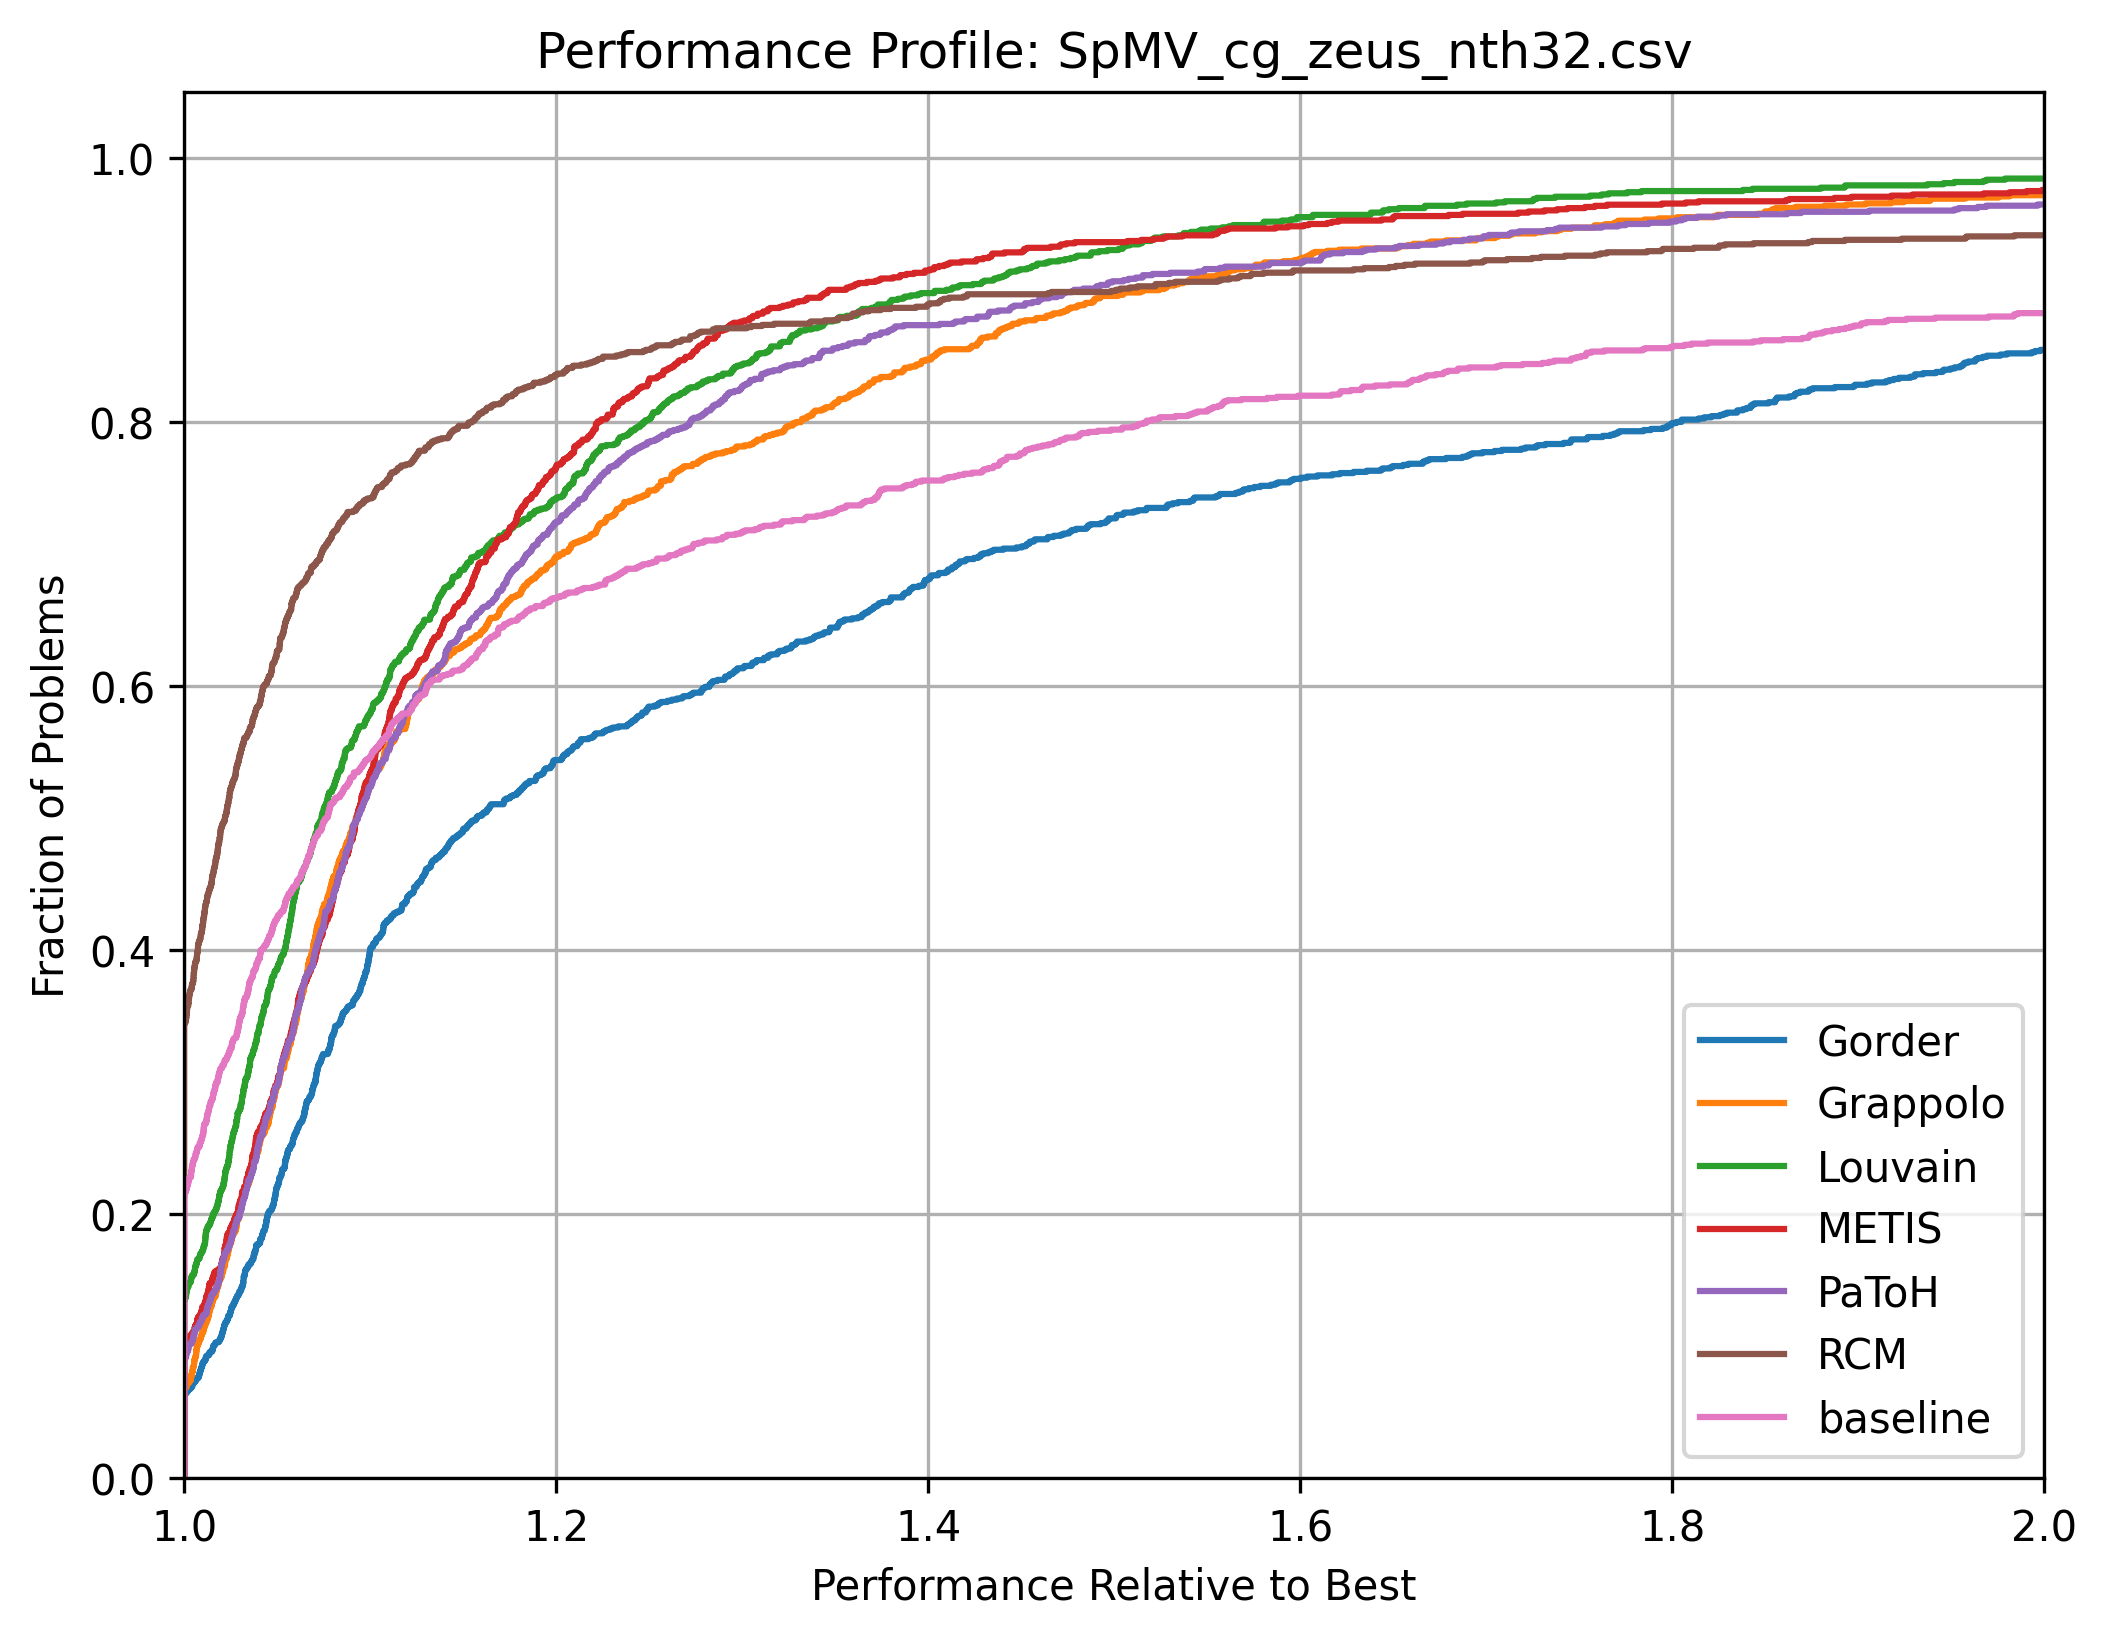 Performance Profile: SpMV_cg_zeus_nth32.csv
Fraction of Problems
1.0
0.8
0.6
0.4
0.2
0.0
1.0 1.2 1.4 1.6 1.8 2.0
Performance Relative to Best
Gorder
Grappolo
Louvain
METIS
PaToH
RCM
baseline